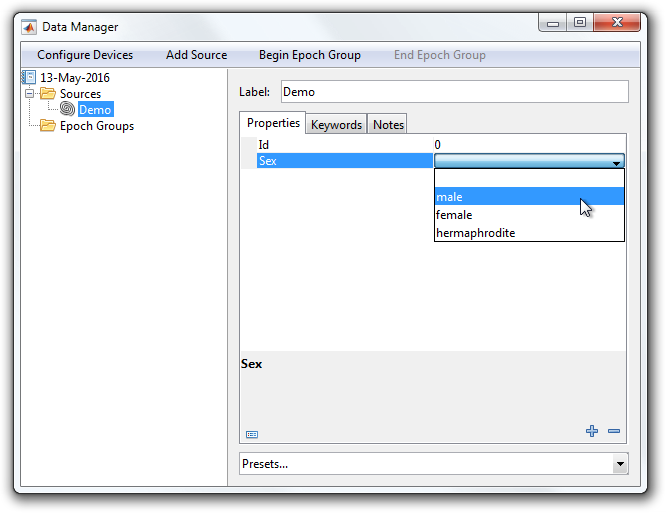 Data Manager
Configure Devices Add Source Begin Epoch Group End Epoch Group
13-May-2016
Sources
Demo
Epoch Groups
Label: Demo
Properties Keywords Notes
Id 0
Sex
male
female
hermaphrodite
Sex
Presets...